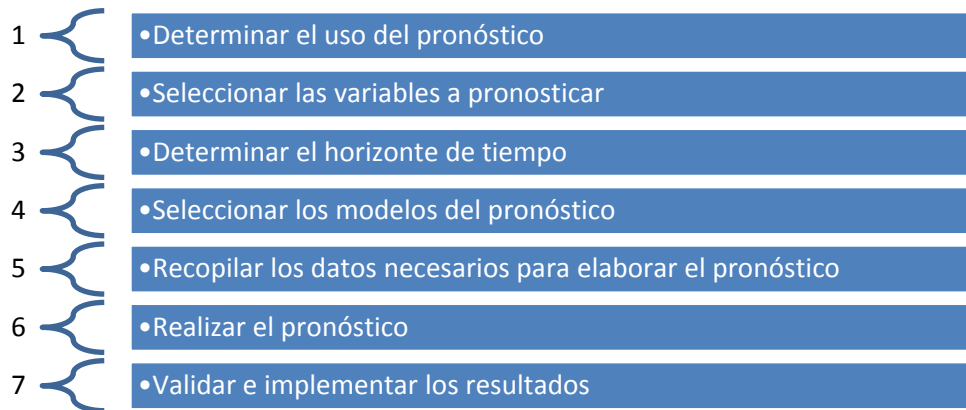 1 •Determinar el uso del pronóstico
2 •Seleccionar las variables a pronosticar
3 •Determinar el horizonte de tiempo
4 •Seleccionar los modelos del pronóstico
5 •Recopilar los datos necesarios para elaborar el pronóstico
6 •Realizar el pronóstico
7 •Validar e implementar los resultados